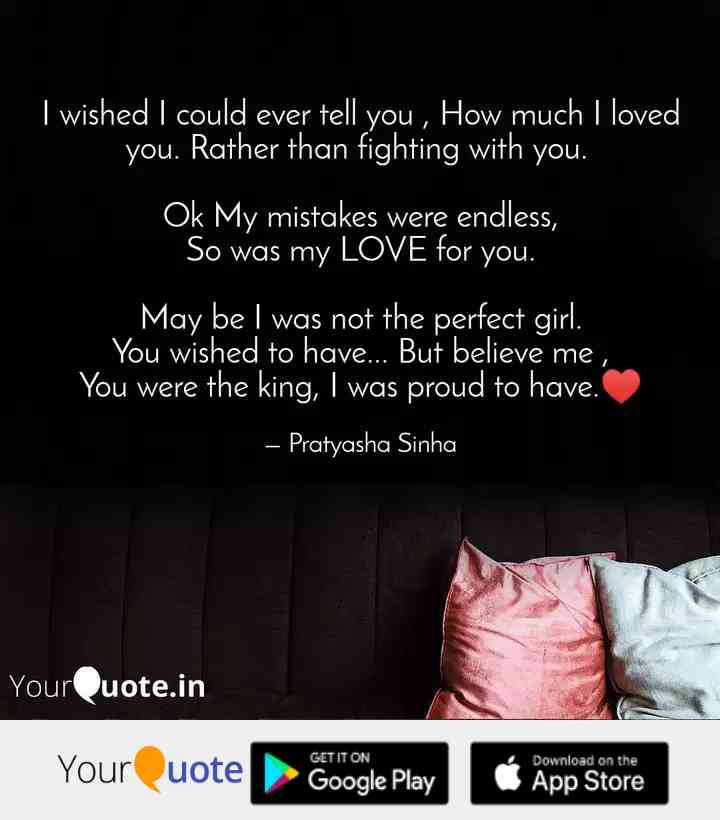 I wished I could ever tell you , How much I loved
you. Rather than fighting with you.
Ok My mistakes were endless,
So was my LOVE for you.
May be I was not the perfect girl.
You wished to have... But believe me ,
You were the king, I was proud to have.❤️
– Pratyasha Sinha
YourQuote.in
YourQuote
GET IT ON
Google Play
Download on the
App Store